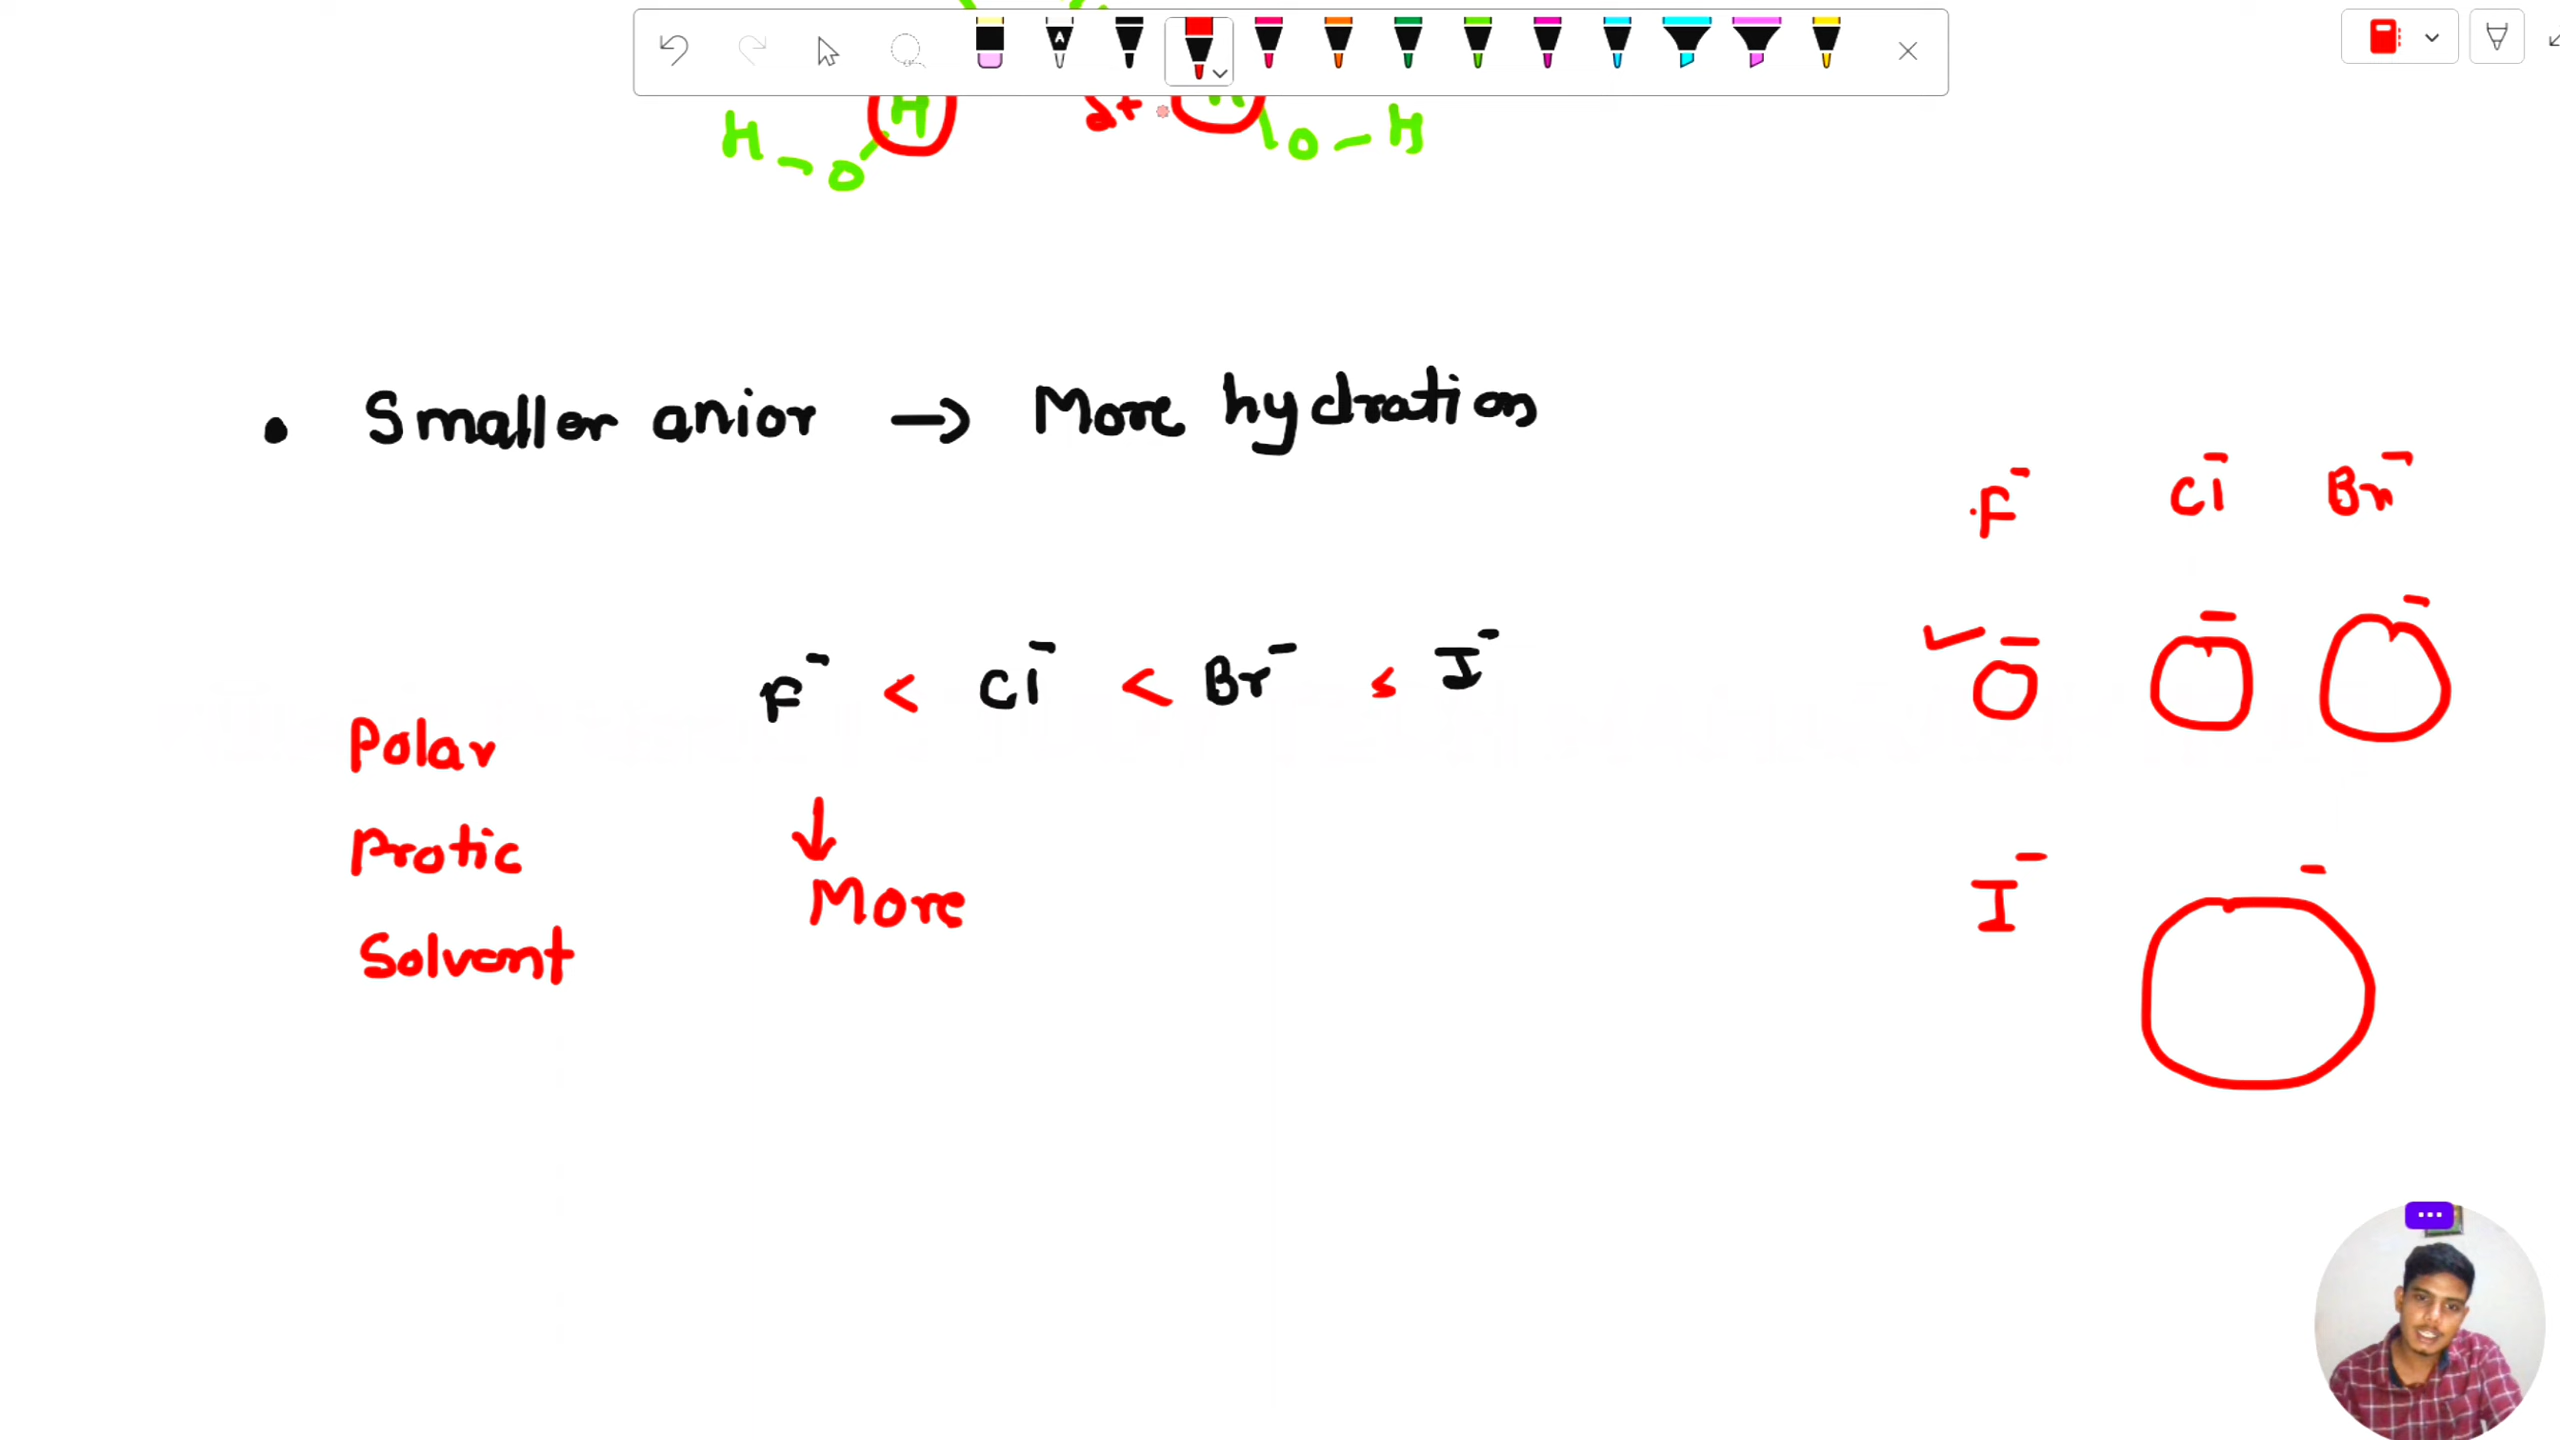 H - O H δ+ H O - H
• Smaller anion → More hydration
F⁻ Cl⁻ Br⁻
F⁻ < Cl⁻ < Br⁻ < I⁻
Polar
Protic
Solvent
More
I⁻